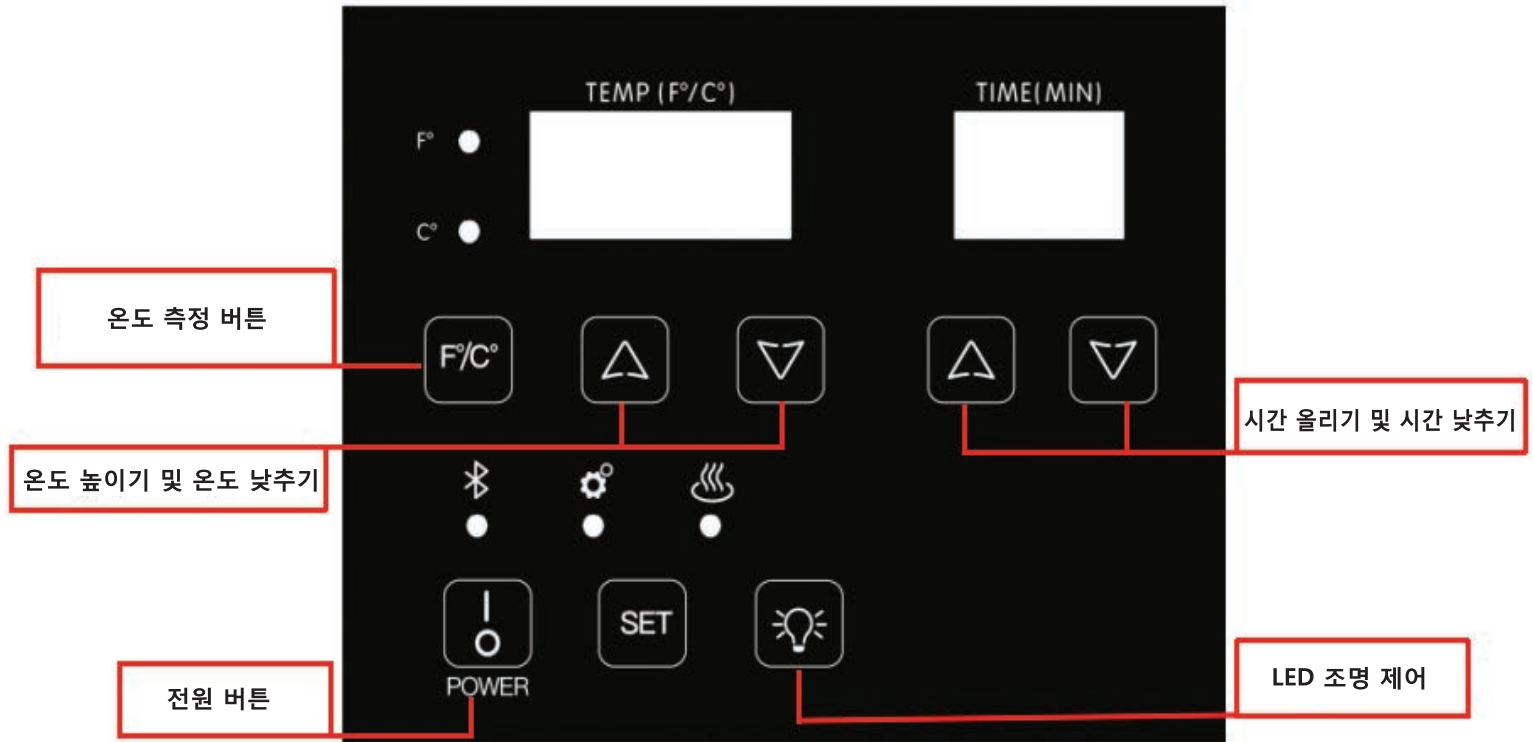 TEMP (F°/C°)
TIME(MIN)
F°
C°
온도 측정 버튼
F°/C°
시간 올리기 및 시간 낮추기
온도 높이기 및 온도 낮추기
SET
POWER
전원 버튼
LED 조명 제어